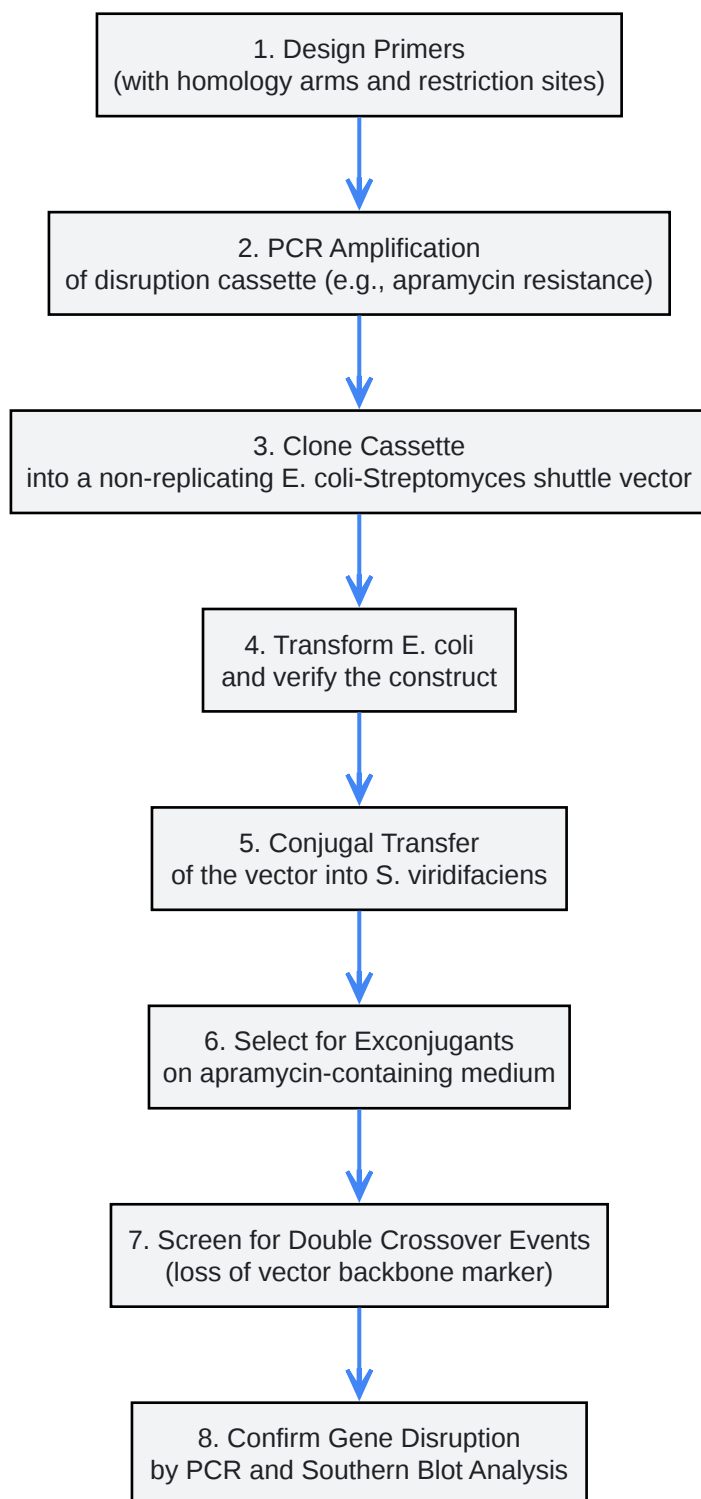 1. Design Primers
(with homology arms and restriction sites)
2. PCR Amplification
of disruption cassette (e.g., apramycin resistance)
3. Clone Cassette
into a non-replicating E. coli-Streptomyces shuttle vector
4. Transform E. coli
and verify the construct
5. Conjugal Transfer
of the vector into S. viridifaciens
6. Select for Exconjugants
on apramycin-containing medium
7. Screen for Double Crossover Events
(loss of vector backbone marker)
8. Confirm Gene Disruption
by PCR and Southern Blot Analysis